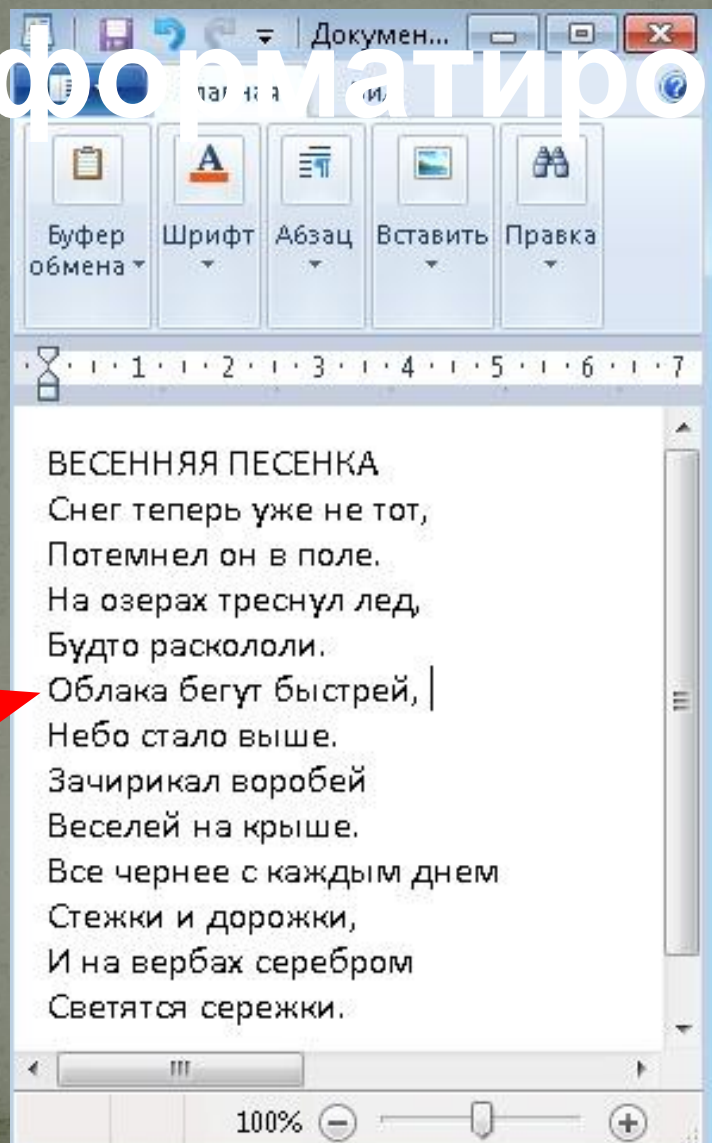 Докумен...
форматиро
Главная
Вид
Буфер обмена
Шрифт
Абзац
Вставить
Правка
1 2 3 4 5 6 7
ВЕСЕННЯЯ ПЕСЕНКА
Снег теперь уже не тот,
Потемнел он в поле.
На озерах треснул лед,
Будто раскололи.
Облака бегут быстрей,
Небо стало выше.
Зачирикал воробей
Веселей на крыше.
Все чернее с каждым днем
Стежки и дорожки,
И на вербах серебром
Светятся сережки.
100%